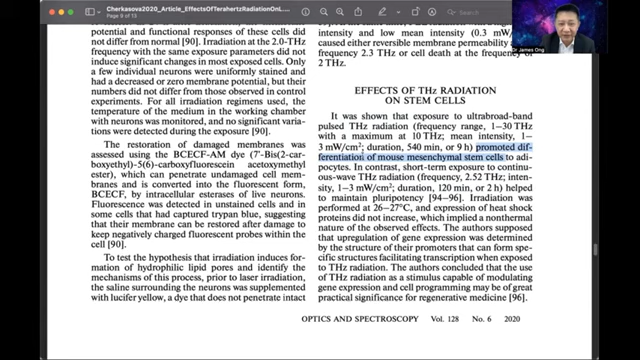 Cherkasova2020_Article_EffectsOfTerahertzRadiationOnL...
Page 9 of 13
potential and functional responses of these cells did
not differ from normal [90]. Irradiation at the 2.0-THz
frequency with the same exposure parameters did not
induce significant changes in most exposed cells. Only
a few individual neurons were uniformly stained and
had a decreased or zero membrane potential, but their
numbers did not differ from those observed in control
experiments. For all irradiation regimens used, the
temperature of the medium in the working chamber
with neurons was monitored, and no significant varia-
tions were detected during the exposure [90].
The restoration of damaged membranes was
assessed using the BCECF-AM dye (7'-Bis(2-car-
boxyethyl)-5(6)-carboxyfluorescein acetoxymethyl
ester), which can penetrate undamaged cell mem-
branes and is converted into the fluorescent form,
BCECF, by intracellular esterases of live neurons.
Fluorescence was detected in unstained cells and in
some cells that had captured trypan blue, suggesting
that their membrane can be restored after damage to
keep negatively charged fluorescent probes within the
cell [90].
To test the hypothesis that irradiation induces for-
mation of hydrophilic lipid pores and identify the
mechanisms of this process, prior to laser irradiation,
the saline surrounding the neurons was supplemented
with lucifer yellow, a dye that does not penetrate intact
intensity and low mean intensity (0.3 mW/
caused either reversible membrane permeability
frequency 2.3 THz or cell death at the frequency of
2 THz.
EFFECTS OF THz RADIATION
ON STEM CELLS
It was shown that exposure to ultrabroad-band
pulsed THz radiation (frequency range, 1–30 THz
with a maximum at 10 THz; mean intensity, 1–
3 mW/cm²; duration, 540 min, or 9 h) promoted dif-
ferentiation of mouse mesenchymal stem cells to adi-
pocytes. In contrast, short-term exposure to continu-
ous-wave THz radiation (frequency, 2.52 THz; inten-
sity, 1–3 mW/cm²; duration, 120 min, or 2 h) helped
to maintain pluripotency [94–96]. Irradiation was
performed at 26–27°C, and expression of heat shock
proteins did not increase, which implied a nonthermal
nature of the observed effects. The authors supposed
that upregulation of gene expression was determined
by the structure of their promoters that can form spe-
cific structures facilitating transcription when exposed
to THz radiation. The authors concluded that the use
of THz radiation as a stimulus capable of modulating
gene expression and cell programming may be of great
practical significance for regenerative medicine [96].
OPTICS AND SPECTROSCOPY Vol. 128 No. 6 2020
Dr James Ong